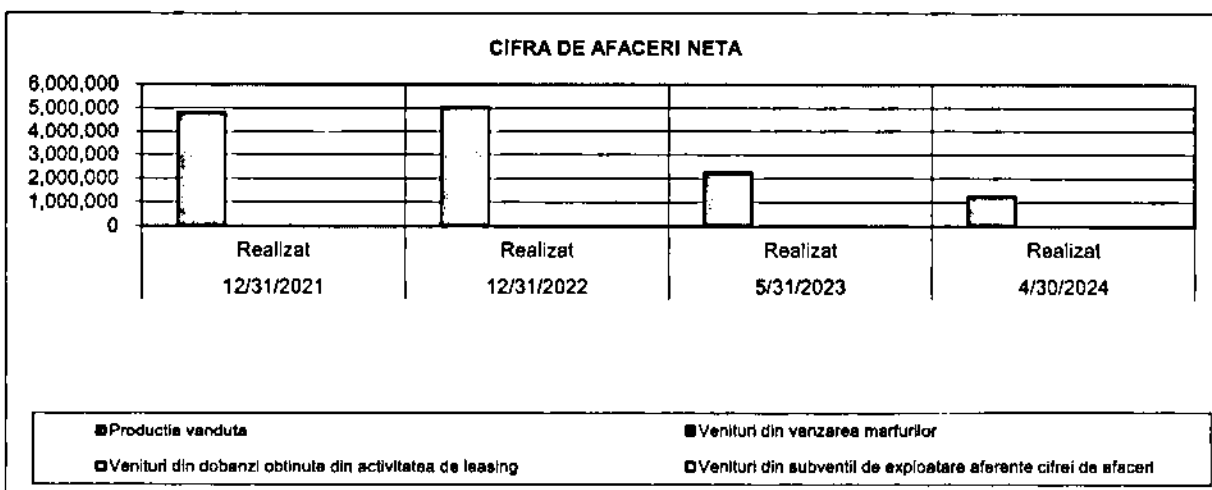 CIFRA DE AFACERI NETA
6,000,000
5,000,000
4,000,000
3,000,000
2,000,000
1,000,000
0
Realizat Realizat Realizat Realizat
12/31/2021 12/31/2022 5/31/2023 4/30/2024
Productia vanduta Venituri din vanzarea marfurilor
Venituri din dobanzi obtinute din activitatea de leasing Venituri din subventii de exploatare aferente cifrei de afaceri